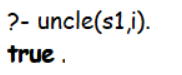 ?- uncle(s1,i).
true .